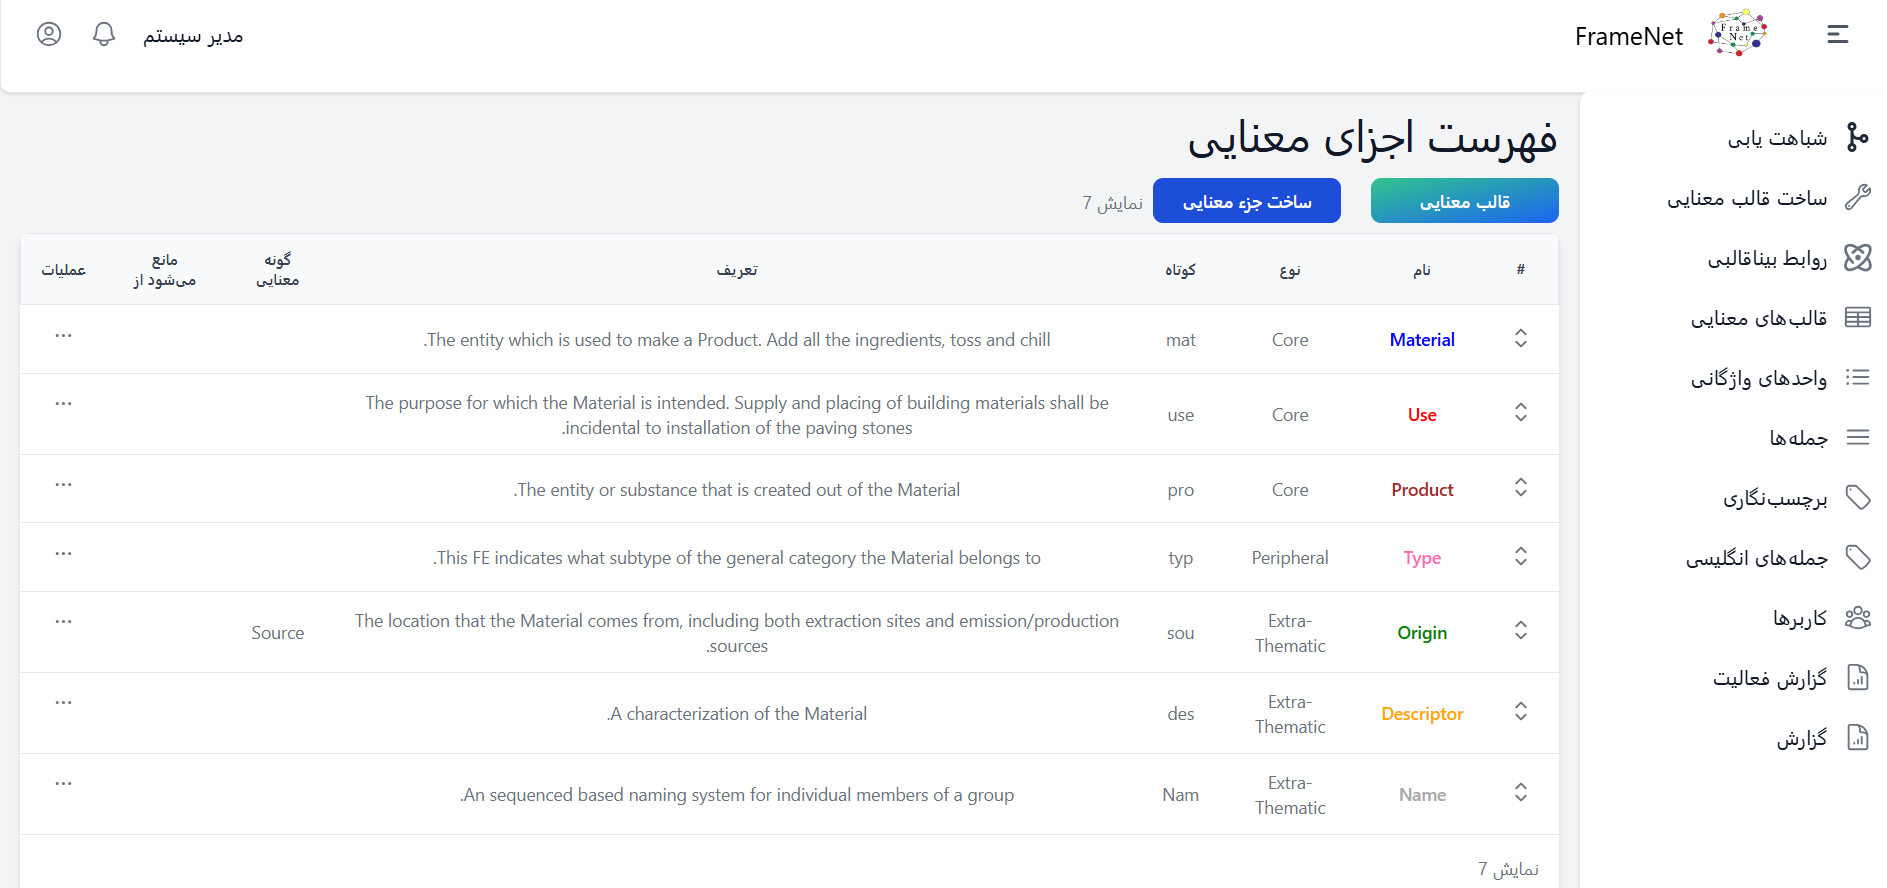 FrameNet
Frame
Net
مدیر سیستم
شباهت یابی
ساخت قالب معنایی
روابط بیناقالبی
قالب‌های معنایی
واحدهای واژگانی
جمله‌ها
برچسب‌نگاری
جمله‌های انگلیسی
کاربرها
گزارش فعالیت
گزارش
فهرست اجزای معنایی
قالب معنایی
ساخت جزء معنایی
نمایش 7
# نام نوع کوتاه تعریف گونه معنایی مانع می‌شود از عملیات
Material Core mat The entity which is used to make a Product. Add all the ingredients, toss and chill. ...
Use Core use The purpose for which the Material is intended. Supply and placing of building materials shall be
incidental to installation of the paving stones. ...
Product Core pro The entity or substance that is created out of the Material. ...
Type Peripheral typ This FE indicates what subtype of the general category the Material belongs to. ...
Origin Extra-Thematic sou The location that the Material comes from, including both extraction sites and emission/production
sources. Source ...
Descriptor Extra-Thematic des A characterization of the Material. ...
Name Extra-Thematic Nam An sequenced based naming system for individual members of a group. ...
نمایش 7